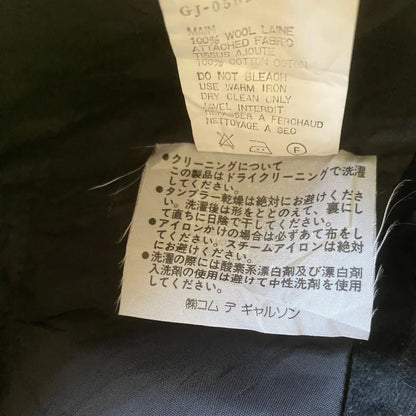 GJ-050
MAIN
100% WOOL LAINE
ATTACHED FABRIC
TISSUS AJOUTE
100% COTTON COTON
DO NOT BLEACH
USE WARM IRON
DRY CLEAN ONLY
LAVEL INTERDIT
REPASSER A FERCHAUD
NETTOYAGE A SEC
F
●クリーニングについて
この製品はドライクリーニングで洗濯
してください。
●タンブラー乾燥は絶対にお避けくださ
い。洗濯後は形をととのえて、裏にし
て直ちに日陰で干して下さい。
●アイロンかけの場合は必ずあて布をし
てください。スチームアイロンは絶対
にお避けください。
●洗濯の際には酸素系漂白剤及び漂白剤
入洗剤の使用は避けて中性洗剤を使用
してください。
㈱コム デ ギャルソン